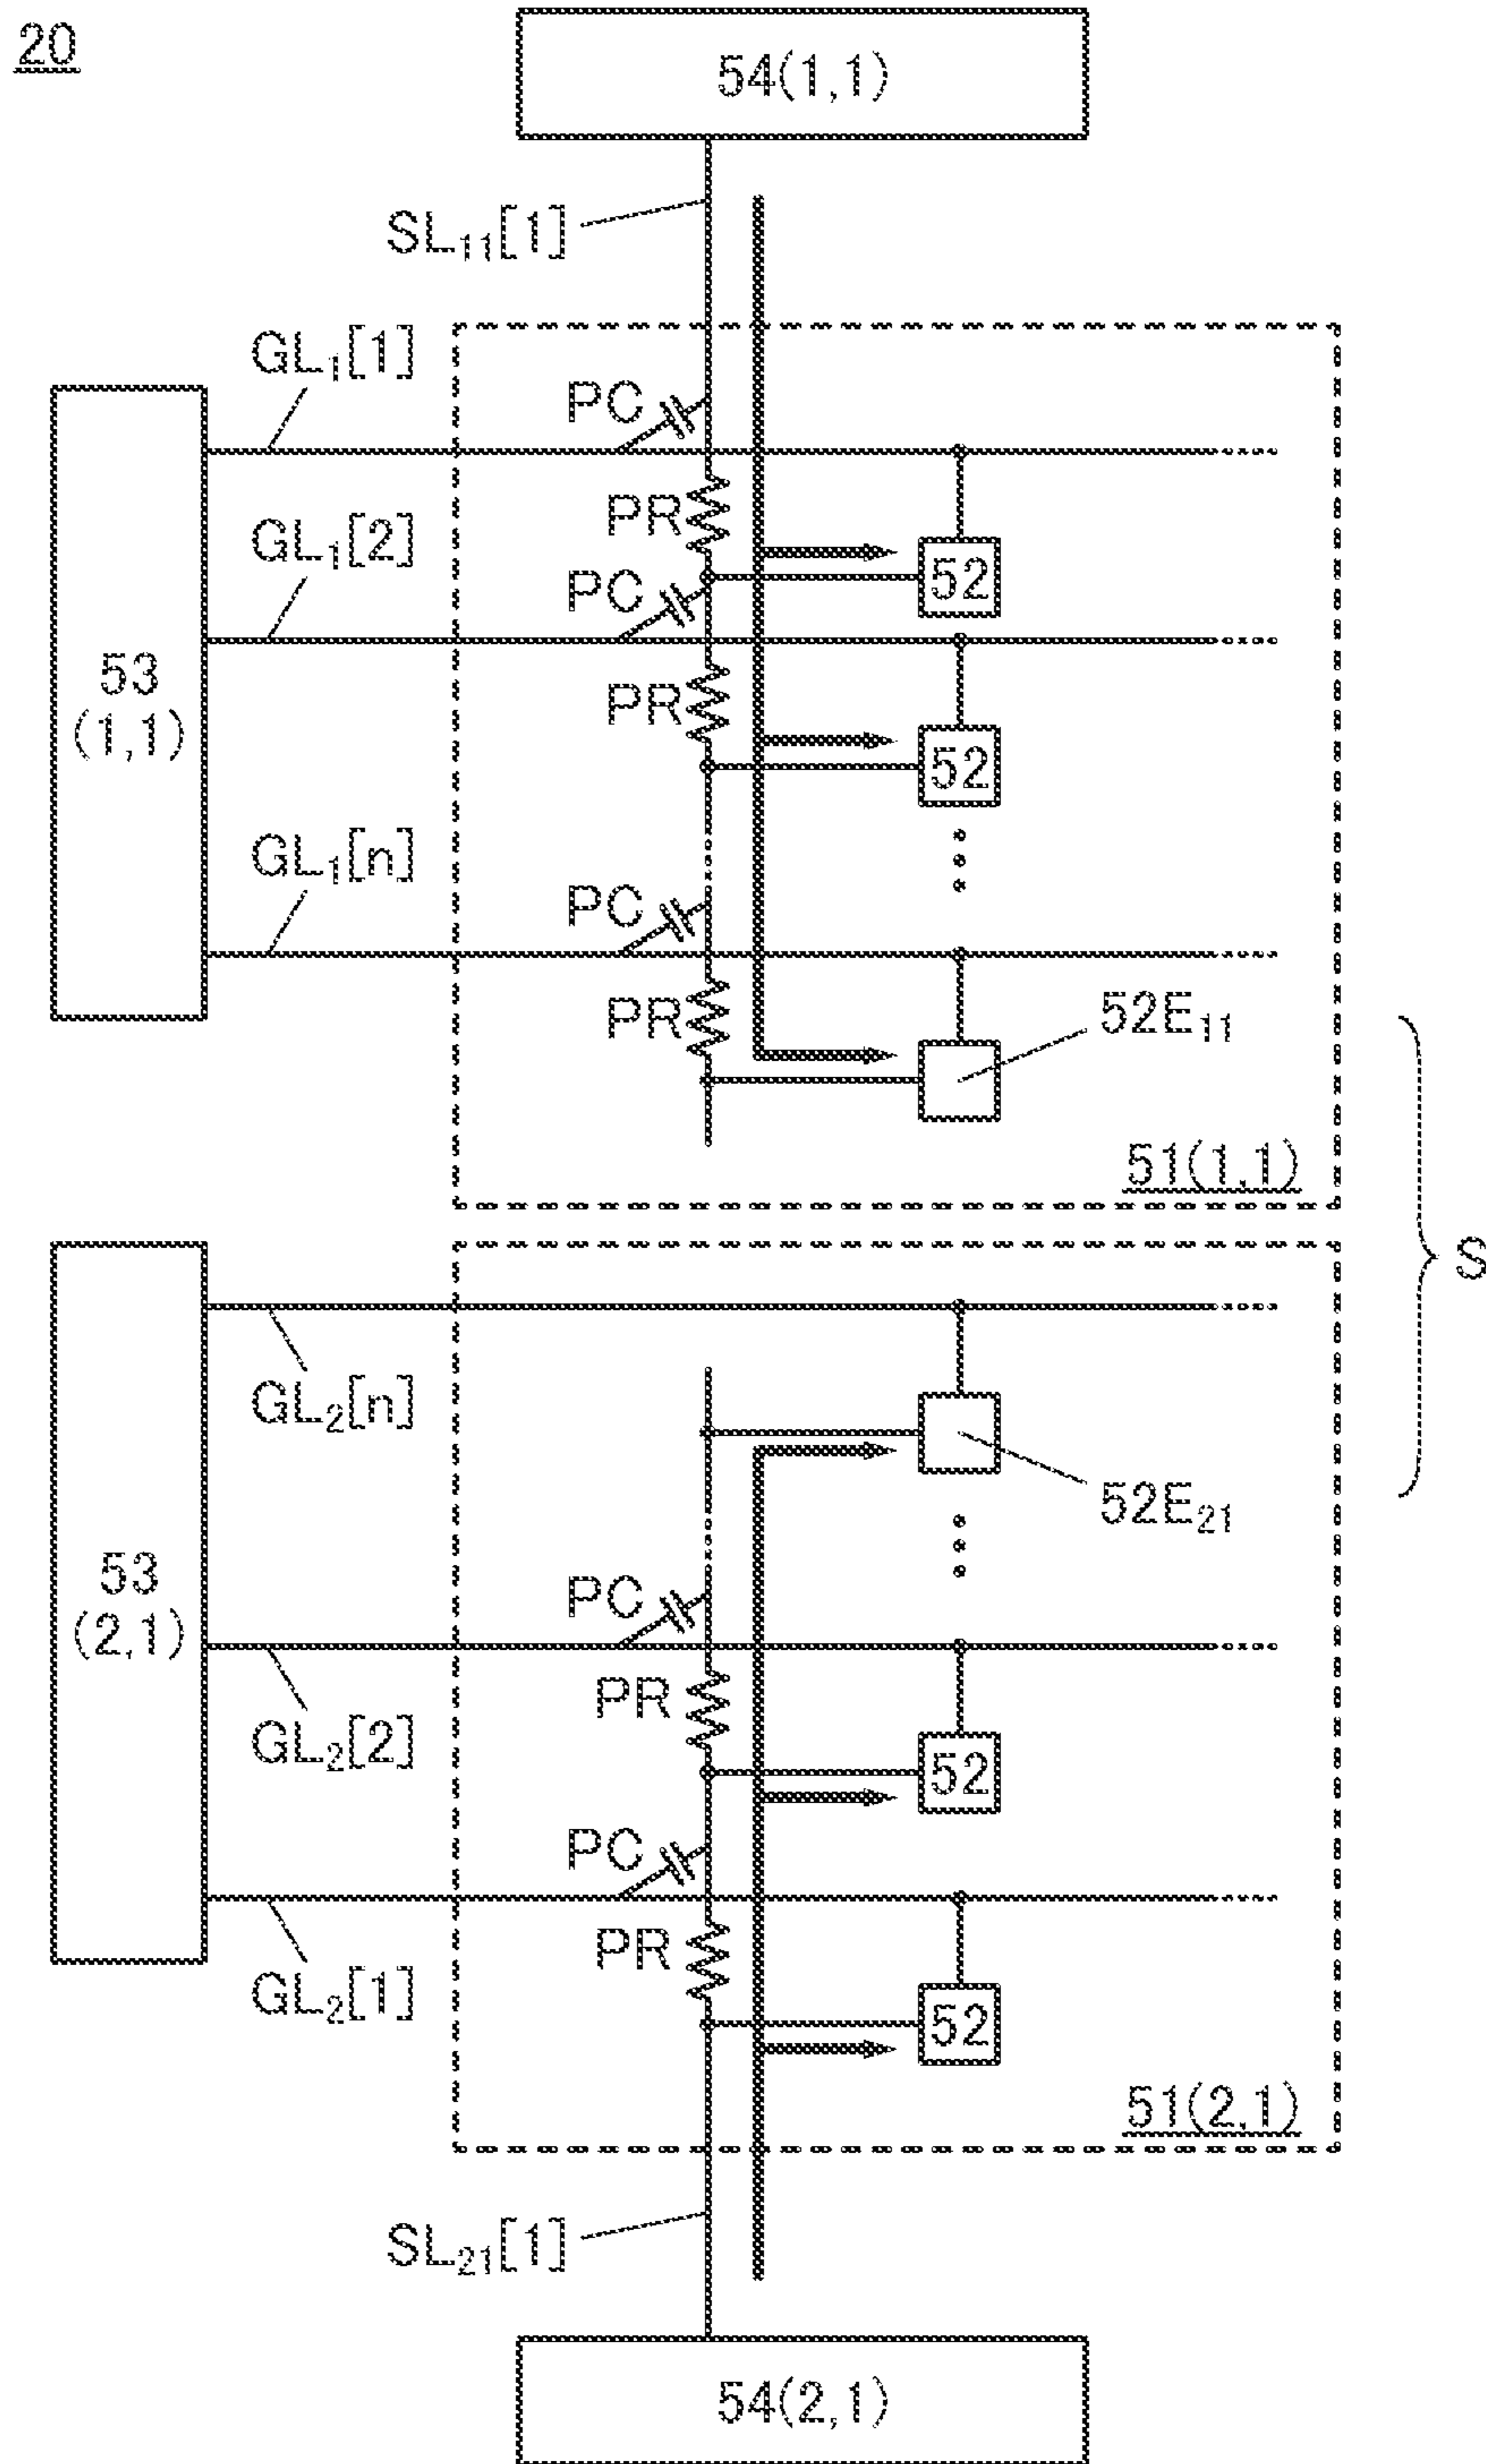 20
54(1,1)
SL₁₁[1]
GL₁[1]
PC
PR
GL₁[2]
PC
52
53
(1,1)
PR
52
GL₁[n]
PC
PR
52E₁₁
51(1,1)
S
GL₂[n]
52E₂₁
53
(2,1)
PC
PR
GL₂[2]
52
PC
PR
GL₂[1]
52
51(2,1)
SL₂₁[1]
54(2,1)